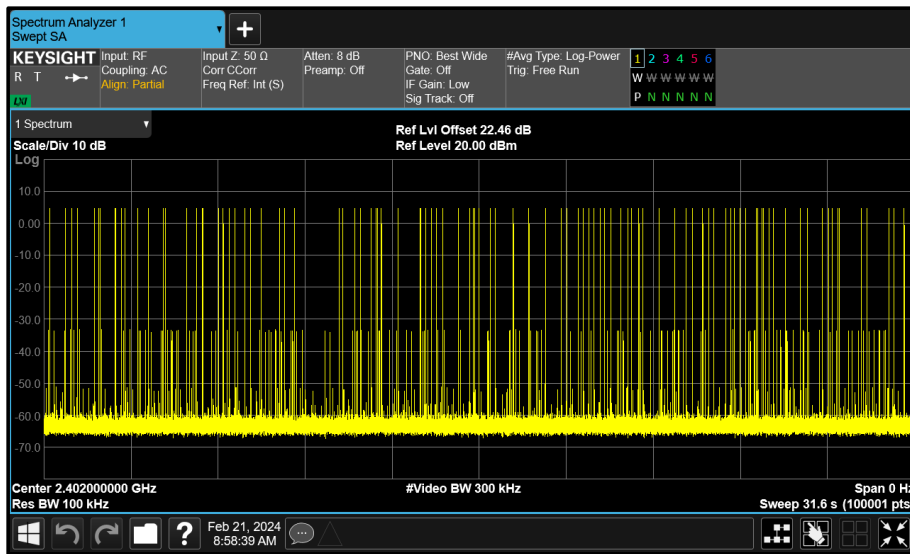 Spectrum Analyzer 1
Swept SA
+
KEYSIGHT
R T
LXI
Input: RF
Coupling: AC
Align: Partial
Input Z: 50 Ω
Corr CCorr
Freq Ref: Int (S)
Atten: 8 dB
Preamp: Off
PNO: Best Wide
Gate: Off
IF Gain: Low
Sig Track: Off
#Avg Type: Log-Power
Trig: Free Run
1 2 3 4 5 6
W W W W W W
P N N N N N
1 Spectrum
Scale/Div 10 dB
Log
Ref Lvl Offset 22.46 dB
Ref Level 20.00 dBm
10.0
0.00
-10.0
-20.0
-30.0
-40.0
-50.0
-60.0
-70.0
Center 2.402000000 GHz
Res BW 100 kHz
#Video BW 300 kHz
Span 0 Hz
Sweep 31.6 s (100001 pts
?
Feb 21, 2024
8:58:39 AM
...